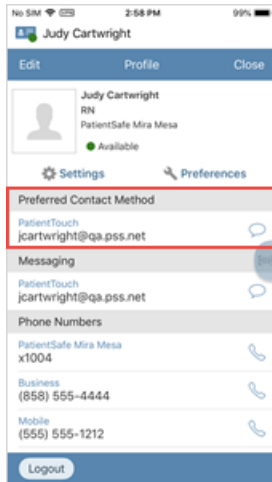 No SIM 2:58 PM 99%
Judy Cartwright
Edit Profile Close
Judy Cartwright
RN
PatientSafe Mira Mesa
Available
Settings Preferences
Preferred Contact Method
PatientTouch
jcartwright@qa.pss.net
Messaging
PatientTouch
jcartwright@qa.pss.net
Phone Numbers
PatientSafe Mira Mesa
x1004
Business
(858) 555-4444
Mobile
(555) 555-1212
Logout